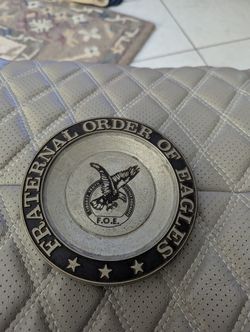 FRATERNAL ORDER OF EAGLES
F.O.E.